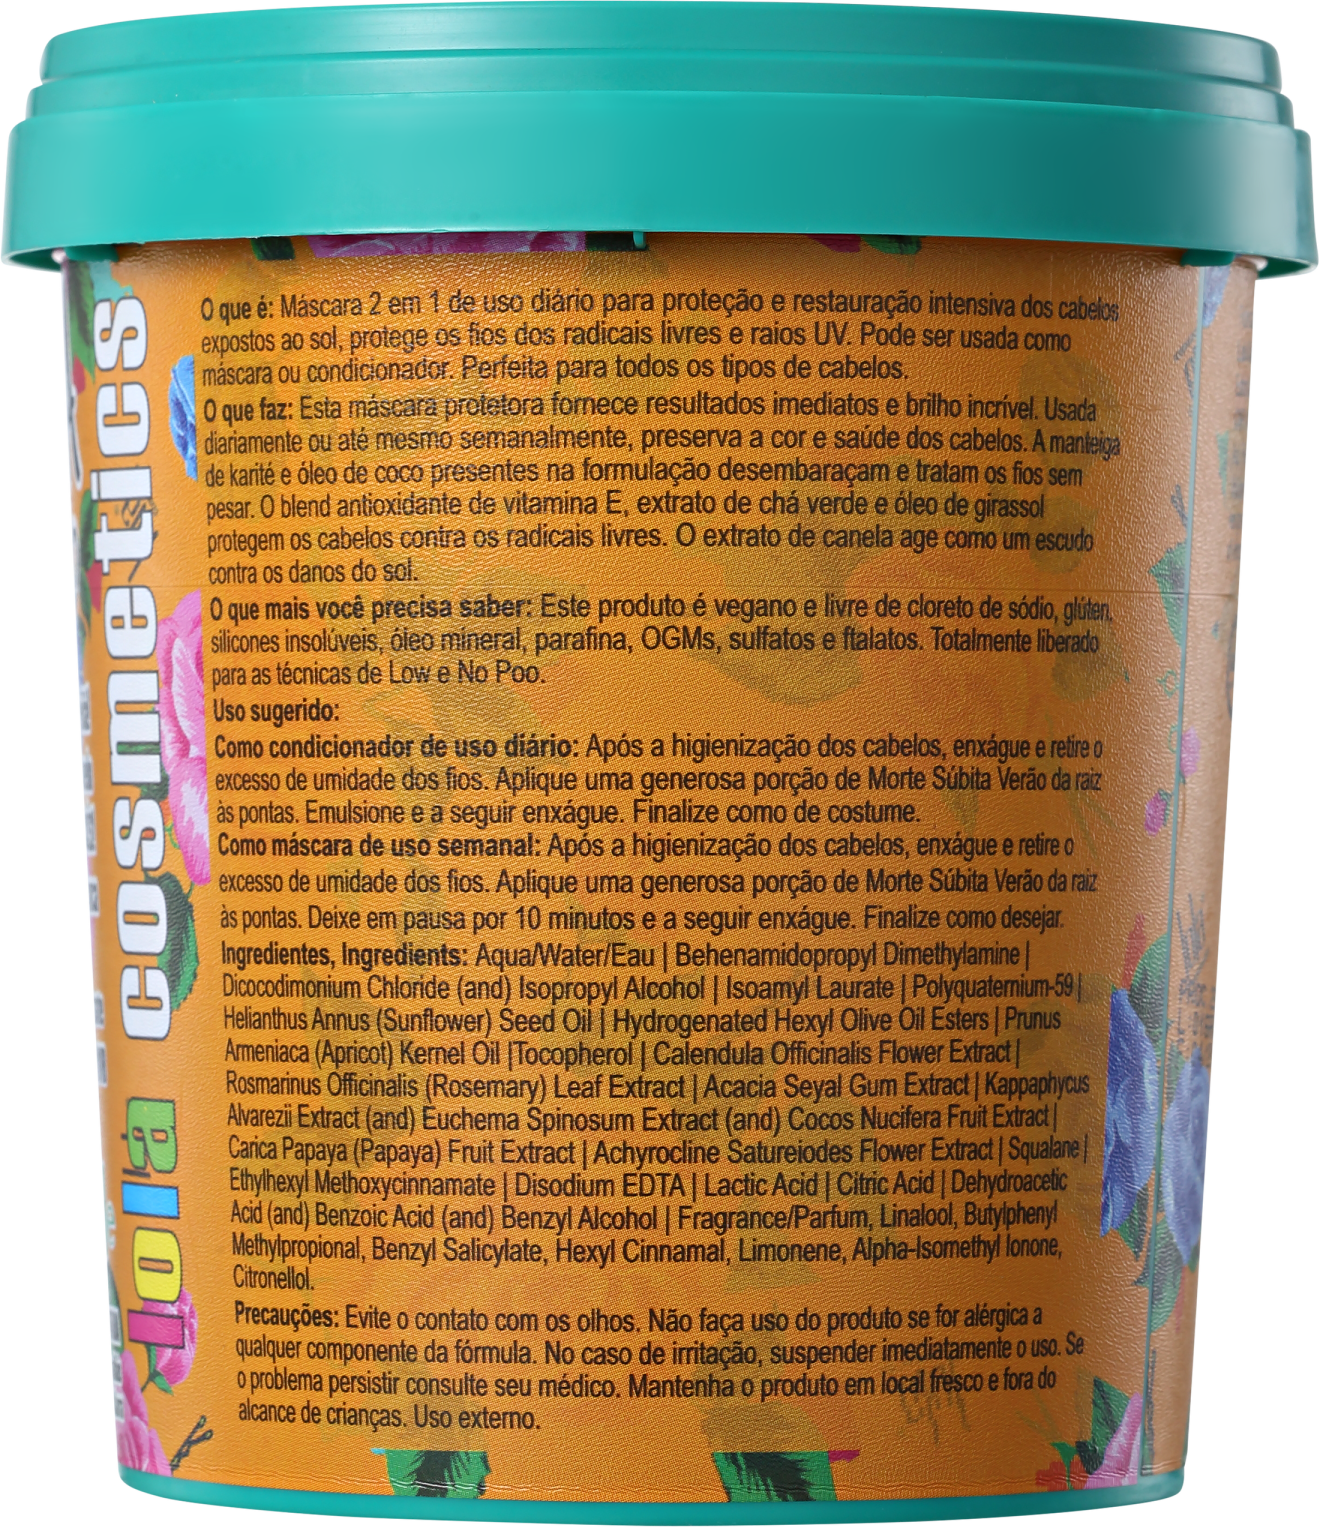 lola cosmetics
O que é: Máscara 2 em 1 de uso diário para proteção e restauração intensiva dos cabelos
expostos ao sol, protege os fios dos radicais livres e raios UV. Pode ser usada como
máscara ou condicionador. Perfeita para todos os tipos de cabelos.
O que faz: Esta máscara protetora fornece resultados imediatos e brilho incrível. Usada
diariamente ou até mesmo semanalmente, preserva a cor e saúde dos cabelos. A manteiga
de karité e óleo de coco presentes na formulação desembaraçam e tratam os fios sem
pesar. O blend antioxidante de vitamina E, extrato de chá verde e óleo de girassol
protegem os cabelos contra os radicais livres. O extrato de canela age como um escudo
contra os danos do sol.
O que mais você precisa saber: Este produto é vegano e livre de cloreto de sódio, glúten,
silicones insolúveis, óleo mineral, parafina, OGMs, sulfatos e ftalatos. Totalmente liberado
para as técnicas de Low e No Poo.
Uso sugerido:
Como condicionador de uso diário: Após a higienização dos cabelos, enxágue e retire o
excesso de umidade dos fios. Aplique uma generosa porção de Morte Súbita Verão da raiz
às pontas. Emulsione e a seguir enxágue. Finalize como de costume.
Como máscara de uso semanal: Após a higienização dos cabelos, enxágue e retire o
excesso de umidade dos fios. Aplique uma generosa porção de Morte Súbita Verão da raiz
às pontas. Deixe em pausa por 10 minutos e a seguir enxágue. Finalize como desejar.
Ingredientes, Ingredients: Aqua/Water/Eau | Behenamidopropyl Dimethylamine |
Dicocodimonium Chloride (and) Isopropyl Alcohol | Isoamyl Laurate | Polyquaternium-59 |
Helianthus Annus (Sunflower) Seed Oil | Hydrogenated Hexyl Olive Oil Esters | Prunus
Armeniaca (Apricot) Kernel Oil |Tocopherol | Calendula Officinalis Flower Extract |
Rosmarinus Officinalis (Rosemary) Leaf Extract | Acacia Seyal Gum Extract | Kappaphycus
Alvarezii Extract (and) Euchema Spinosum Extract (and) Cocos Nucifera Fruit Extract |
Carica Papaya (Papaya) Fruit Extract | Achyrocline Satureiodes Flower Extract | Squalane |
Ethylhexyl Methoxycinnamate | Disodium EDTA | Lactic Acid | Citric Acid | Dehydroacetic
Acid (and) Benzoic Acid (and) Benzyl Alcohol | Fragrance/Parfum, Linalool, Butylphenyl
Methylpropional, Benzyl Salicylate, Hexyl Cinnamal, Limonene, Alpha-Isomethyl Ionone,
Citronellol.
Precauções: Evite o contato com os olhos. Não faça uso do produto se for alérgica a
qualquer componente da fórmula. No caso de irritação, suspender imediatamente o uso. Se
o problema persistir consulte seu médico. Mantenha o produto em local fresco e fora do
alcance de crianças. Uso externo.